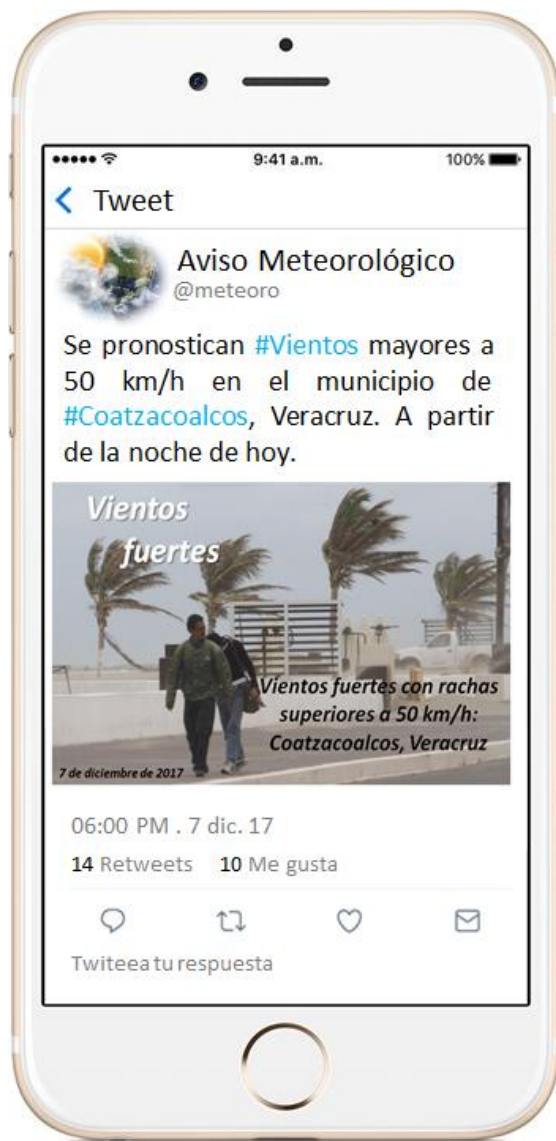 9:41 a.m. 100%
Tweet
Aviso Meteorológico
@meteoro
Se pronostican #Vientos mayores a
50 km/h en el municipio de
#Coatzacoalcos, Veracruz. A partir
de la noche de hoy.
Vientos
fuertes
Vientos fuertes con rachas
superiores a 50 km/h:
Coatzacoalcos, Veracruz
7 de diciembre de 2017
06:00 PM . 7 dic. 17
14 Retweets 10 Me gusta
Twiteea tu respuesta